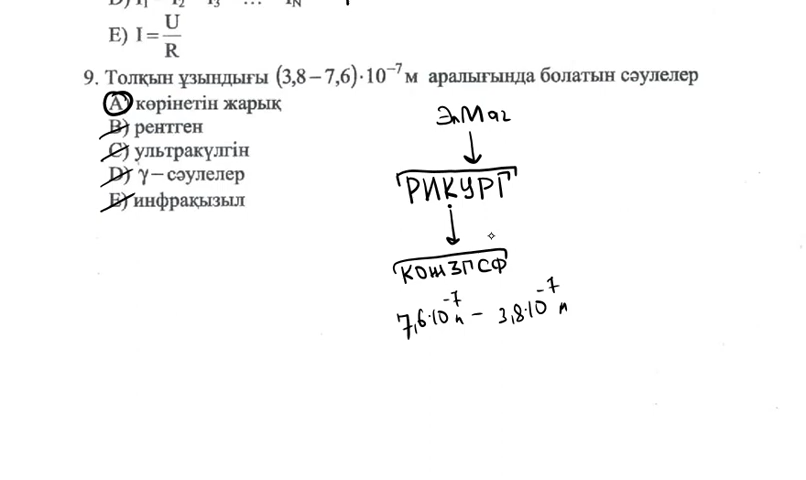 E) I = U/R
9. Толқын ұзындығы (3,8 – 7,6)·10⁻⁷ м аралығында болатын сәулелер
A) көрінетін жарық
B) рентген
C) ультракүлгін
D) γ – сәулелер
E) инфрақызыл
ЭлМаг
РИКУРГ
КОЖЗГСФ
7,6·10⁻⁷ м – 3,8·10⁻⁷ м